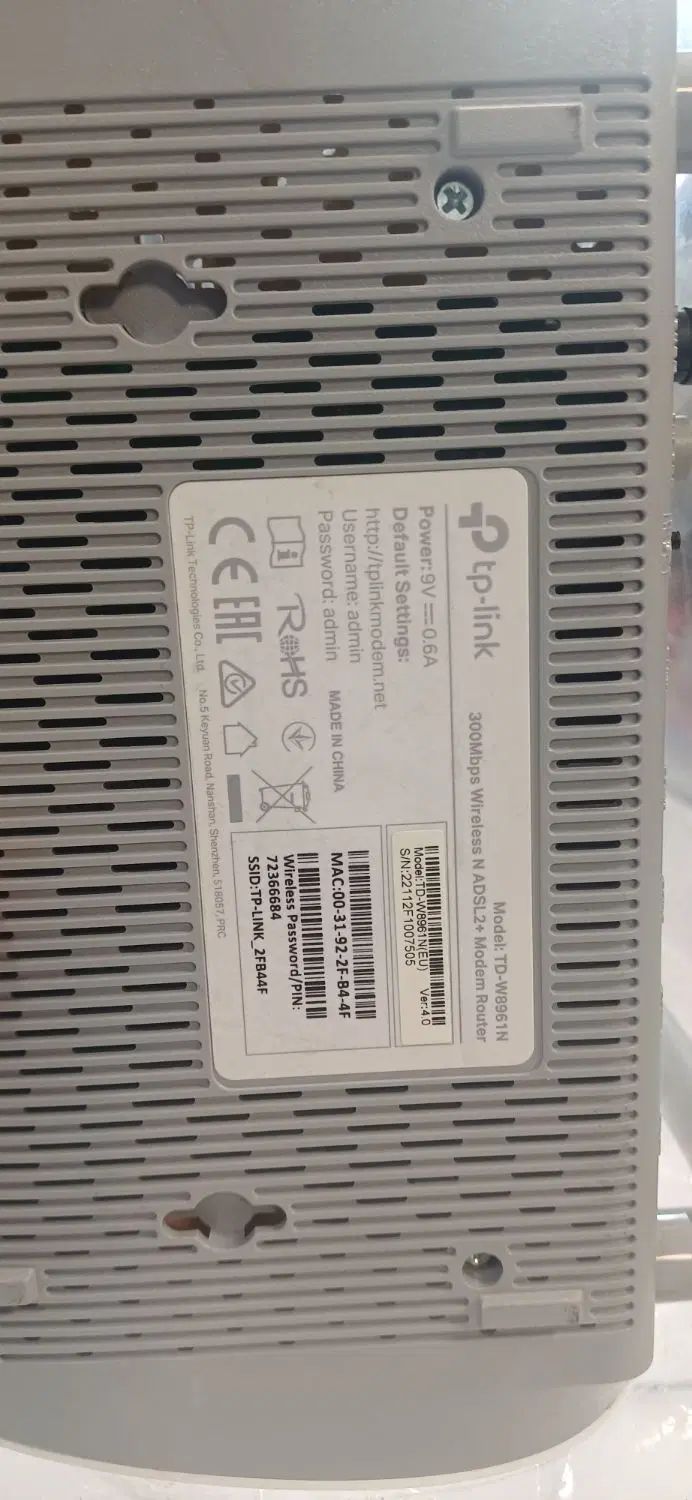 tp-link
Model: TD-W8961N
300Mbps Wireless N ADSL2+ Modem Router
Power: 9V⎓0.6A
Default Settings:
http://tplinkmodem.net
Username: admin
Password: admin
MADE IN CHINA
i
RoHS
CE EAC
TP-Link Technologies Co., Ltd. No.5 Keyuan Road, Nanshan, Shenzhen, 518057, PRC
Model:TD-W8961N(EU) Ver:4.0
S/N:22112F1007505
MAC:00-31-92-2F-B4-4F
Wireless Password/PIN:
72366684
SSID:TP-LINK_2FB44F